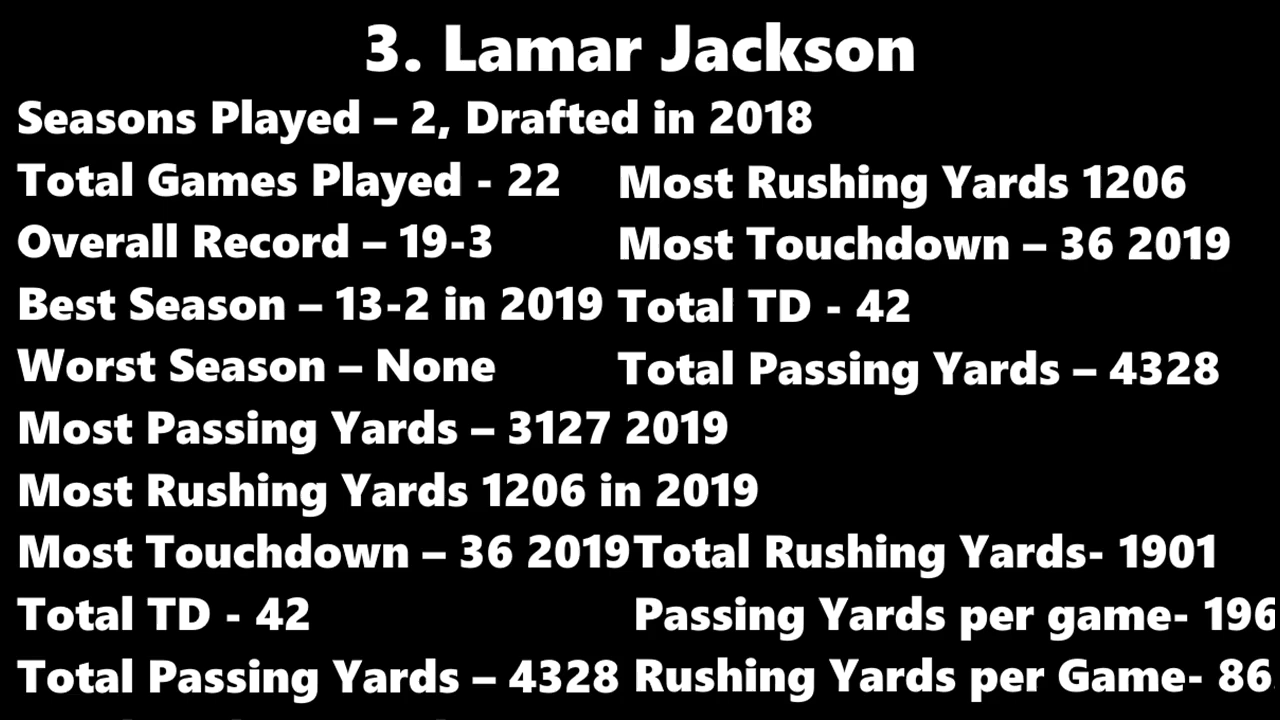 3. Lamar Jackson
Seasons Played – 2, Drafted in 2018
Total Games Played - 22
Overall Record – 19-3
Best Season – 13-2 in 2019
Worst Season – None
Most Passing Yards – 3127 2019
Most Rushing Yards 1206 in 2019
Most Touchdown – 36 2019
Total TD - 42
Total Passing Yards – 4328
Most Rushing Yards 1206
Most Touchdown – 36 2019
Total TD - 42
Total Passing Yards – 4328
Total Rushing Yards- 1901
Passing Yards per game- 196
Rushing Yards per Game- 86